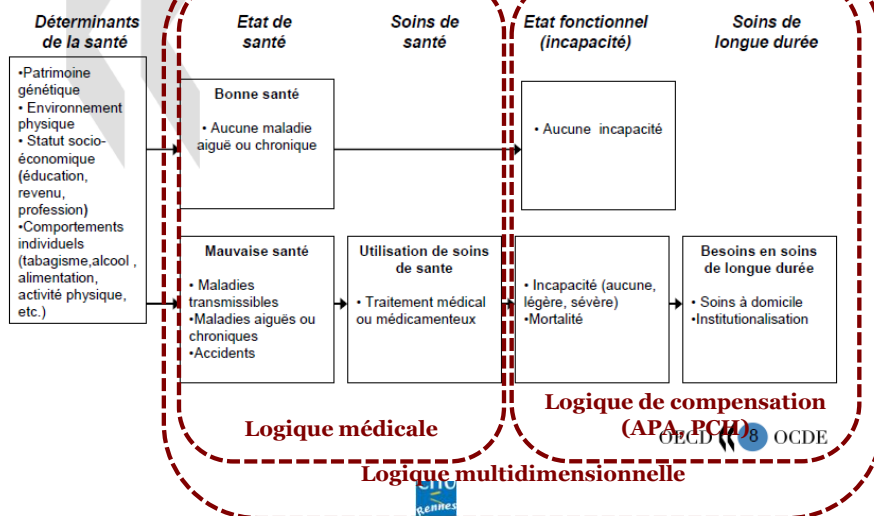 Déterminants
de la santé
Etat de
santé
Soins de
santé
Etat fonctionnel
(incapacité)
Soins de
longue durée
•Patrimoine
génétique
• Environnement
physique
• Statut socio-
économique
(éducation,
revenu,
profession)
•Comportements
individuels
(tabagisme,alcool ,
alimentation,
activité physique,
etc.)
Bonne santé
• Aucune maladie
aiguë ou chronique
• Aucune incapacité
Mauvaise santé
• Maladies
transmissibles
• Maladies aiguës ou
chroniques
•Accidents
Utilisation de soins
de sante
• Traitement médical
ou médicamenteux
• Incapacité (aucune,
légère, sévère)
•Mortalité
Besoins en soins
de longue durée
• Soins à domicile
•Institutionalisation
Logique médicale
Logique de compensation
(APA, PCH)
OECD 8 OCDE
Logique multidimensionnelle
Rennes